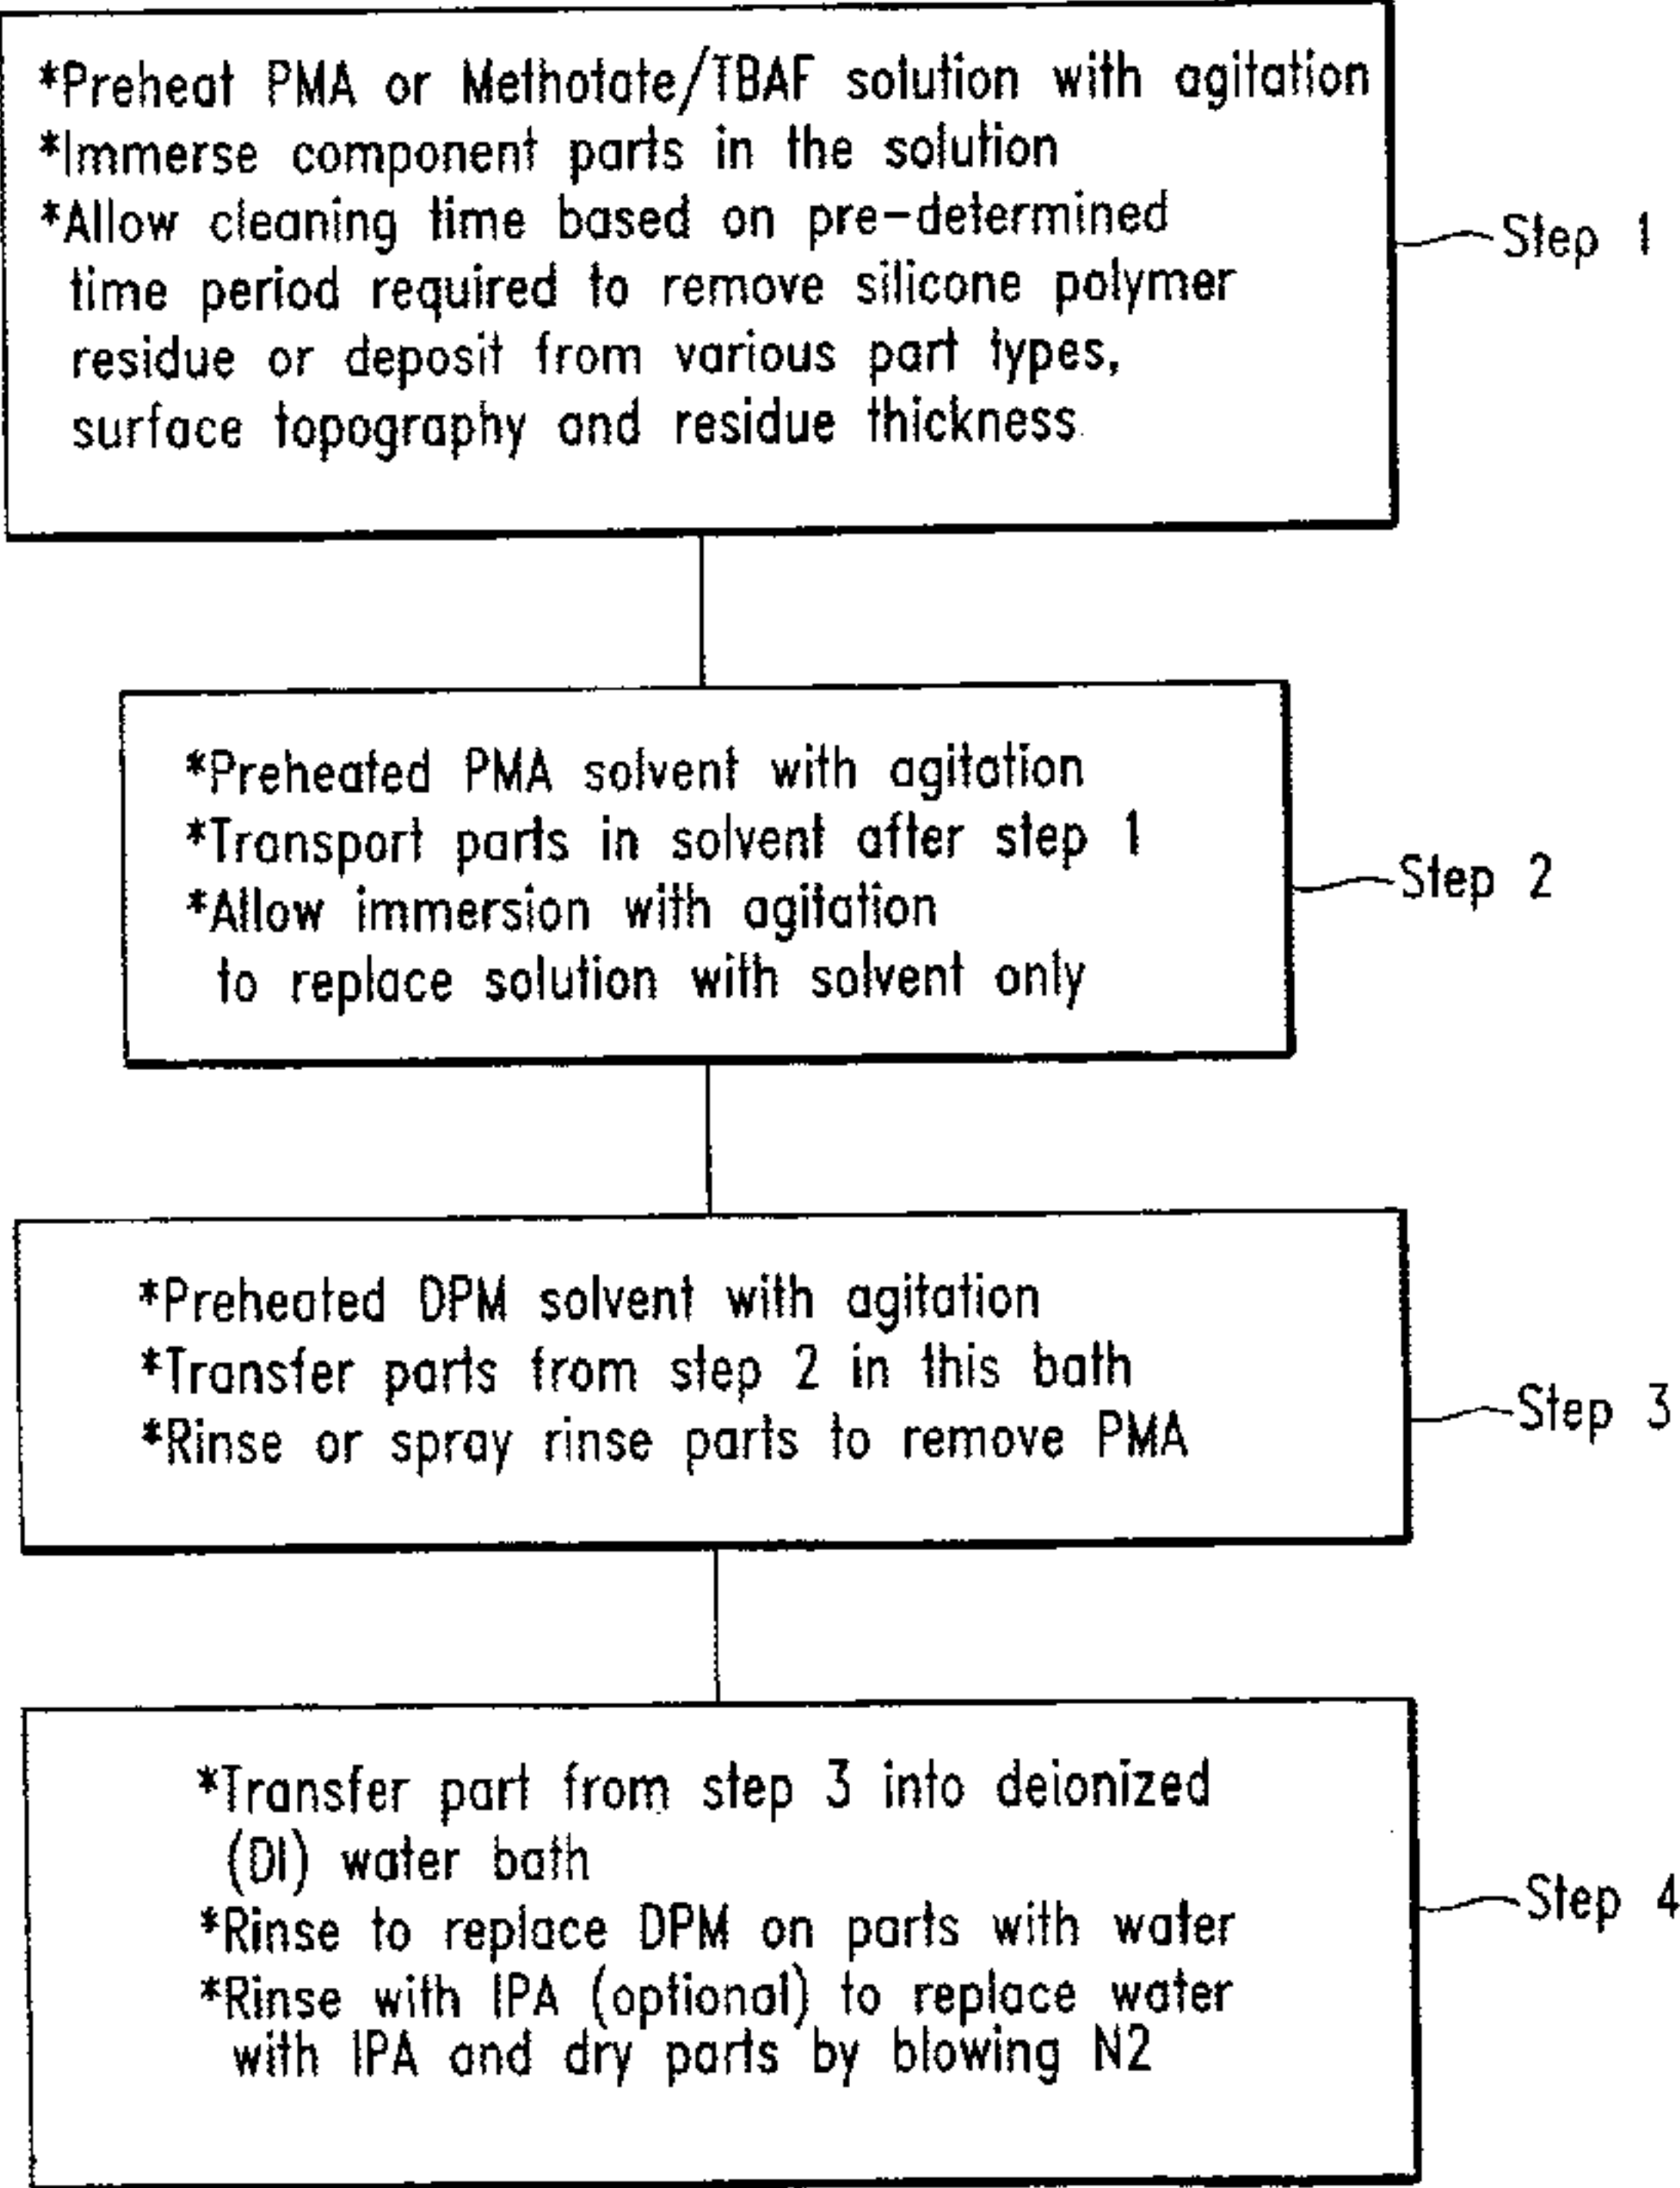 *Preheat PMA or Methotate/TBAF solution with agitation
*Immerse component parts in the solution
*Allow cleaning time based on pre-determined
time period required to remove silicone polymer
residue or deposit from various part types,
surface topography and residue thickness
Step 1
*Preheated PMA solvent with agitation
*Transport parts in solvent after step 1
*Allow immersion with agitation
to replace solution with solvent only
Step 2
*Preheated DPM solvent with agitation
*Transfer parts from step 2 in this bath
*Rinse or spray rinse parts to remove PMA
Step 3
*Transfer part from step 3 into deionized
(DI) water bath
*Rinse to replace DPM on parts with water
*Rinse with IPA (optional) to replace water
with IPA and dry parts by blowing N2
Step 4